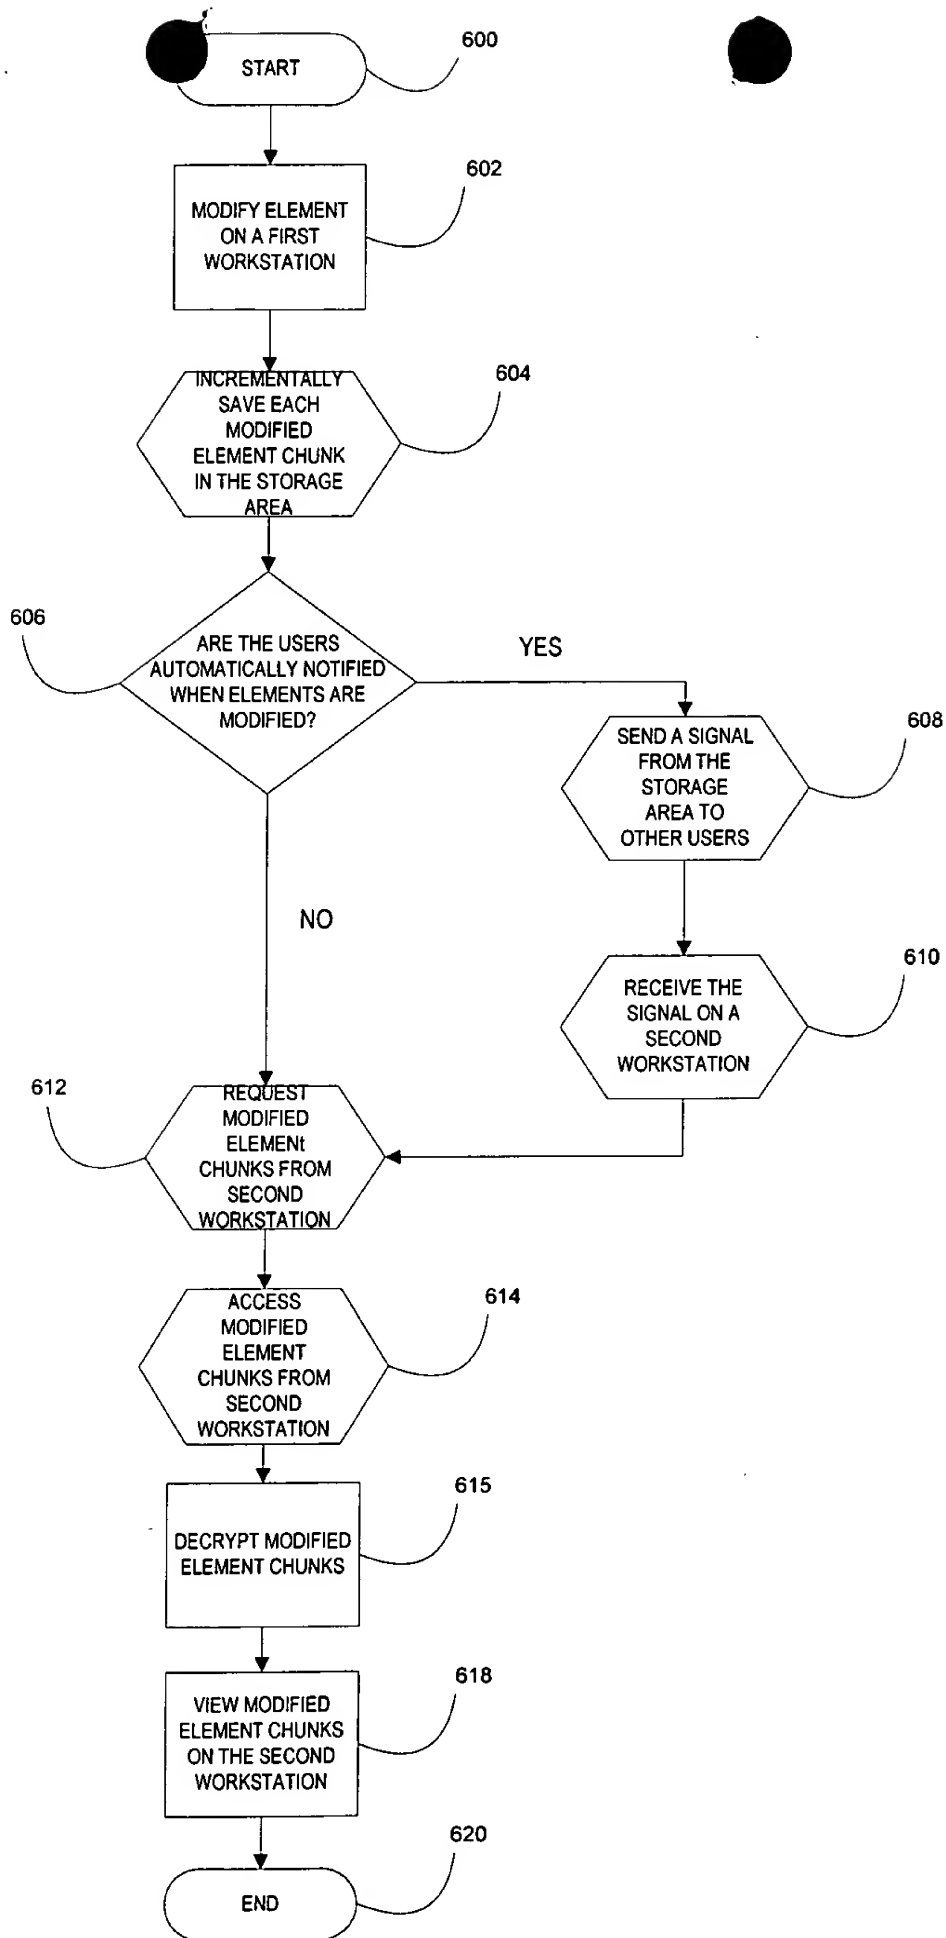 START
600
602
MODIFY ELEMENT
ON A FIRST
WORKSTATION
604
INCREMENTALLY
SAVE EACH
MODIFIED
ELEMENT CHUNK
IN THE STORAGE
AREA
606
ARE THE USERS
AUTOMATICALLY NOTIFIED
WHEN ELEMENTS ARE
MODIFIED?
YES
608
SEND A SIGNAL
FROM THE
STORAGE
AREA TO
OTHER USERS
NO
610
RECEIVE THE
SIGNAL ON A
SECOND
WORKSTATION
612
REQUEST
MODIFIED
ELEMENt
CHUNKS FROM
SECOND
WORKSTATION
614
ACCESS
MODIFIED
ELEMENT
CHUNKS FROM
SECOND
WORKSTATION
615
DECRYPT MODIFIED
ELEMENT CHUNKS
618
VIEW MODIFIED
ELEMENT CHUNKS
ON THE SECOND
WORKSTATION
620
END